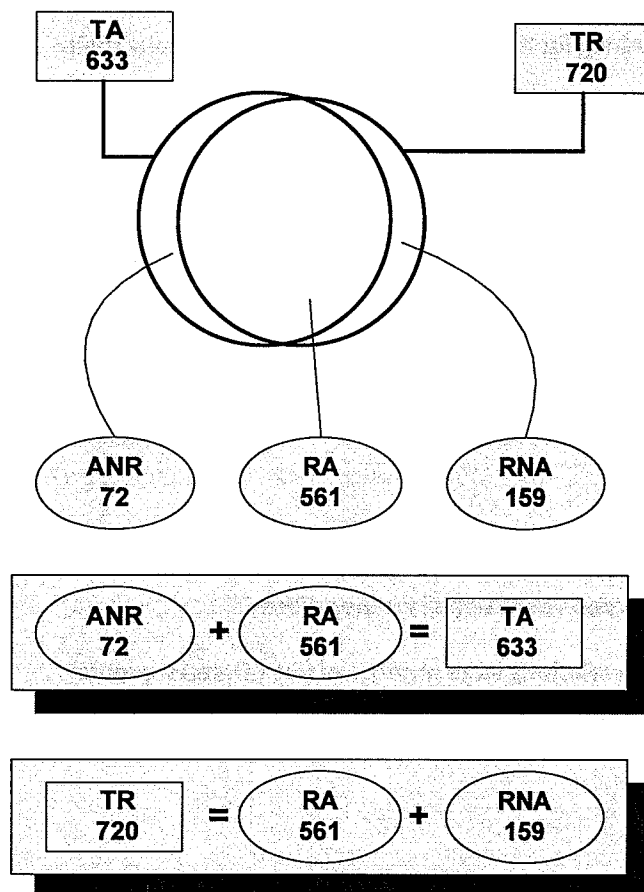 TA
633
TR
720
ANR
72
RA
561
RNA
159
ANR
72
+
RA
561
=
TA
633
TR
720
=
RA
561
+
RNA
159